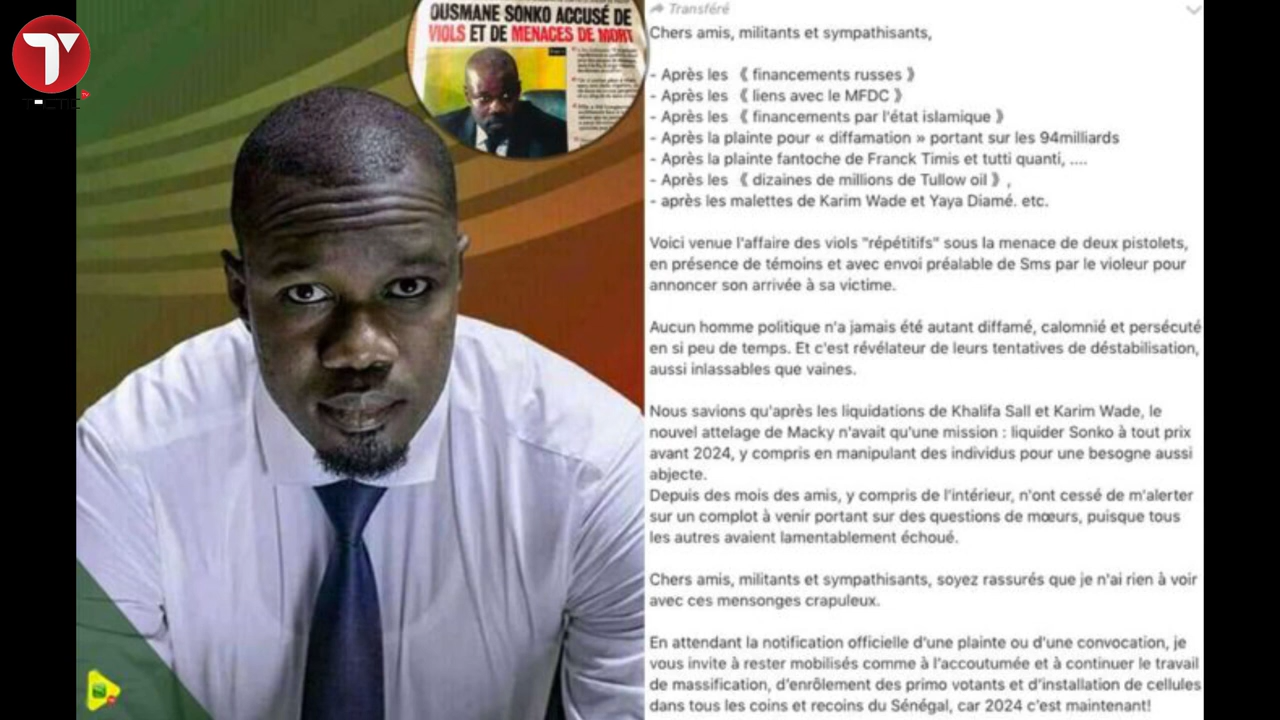 OUSMANE SONKO ACCUSÉ DE
VIOLS ET DE MENACES DE MORT
Transféré
Chers amis, militants et sympathisants,
- Après les 《 financements russes 》
- Après les 《 liens avec le MFDC 》
- Après les 《 financements par l'état islamique 》
- Après la plainte pour « diffamation » portant sur les 94milliards
- Après la plainte fantoche de Franck Timis et tutti quanti, ....
- Après les 《 dizaines de millions de Tullow oil 》,
- après les malettes de Karim Wade et Yaya Diamé. etc.
Voici venue l'affaire des viols "répétitifs" sous la menace de deux pistolets,
en présence de témoins et avec envoi préalable de Sms par le violeur pour
annoncer son arrivée à sa victime.
Aucun homme politique n'a jamais été autant diffamé, calomnié et persécuté
en si peu de temps. Et c'est révélateur de leurs tentatives de déstabilisation,
aussi inlassables que vaines.
Nous savions qu'après les liquidations de Khalifa Sall et Karim Wade, le
nouvel attelage de Macky n'avait qu'une mission : liquider Sonko à tout prix
avant 2024, y compris en manipulant des individus pour une besogne aussi
abjecte.
Depuis des mois des amis, y compris de l'intérieur, n'ont cessé de m'alerter
sur un complot à venir portant sur des questions de mœurs, puisque tous
les autres avaient lamentablement échoué.
Chers amis, militants et sympathisants, soyez rassurés que je n'ai rien à voir
avec ces mensonges crapuleux.
En attendant la notification officielle d'une plainte ou d'une convocation, je
vous invite à rester mobilisés comme à l'accoutumée et à continuer le travail
de massification, d'enrôlement des primo votants et d'installation de cellules
dans tous les coins et recoins du Sénégal, car 2024 c'est maintenant!